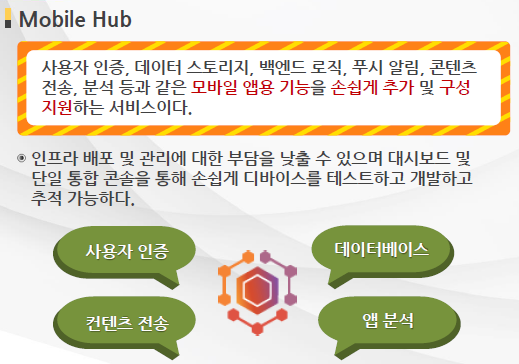 Mobile Hub
사용자 인증, 데이터 스토리지, 백엔드 로직, 푸시 알림, 콘텐츠
전송, 분석 등과 같은 모바일 앱용 기능을 손쉽게 추가 및 구성
지원하는 서비스이다.
◉ 인프라 배포 및 관리에 대한 부담을 낮출 수 있으며 대시보드 및
단일 통합 콘솔을 통해 손쉽게 디바이스를 테스트하고 개발하고
추적 가능하다.
사용자 인증
데이터베이스
컨텐츠 전송
앱 분석